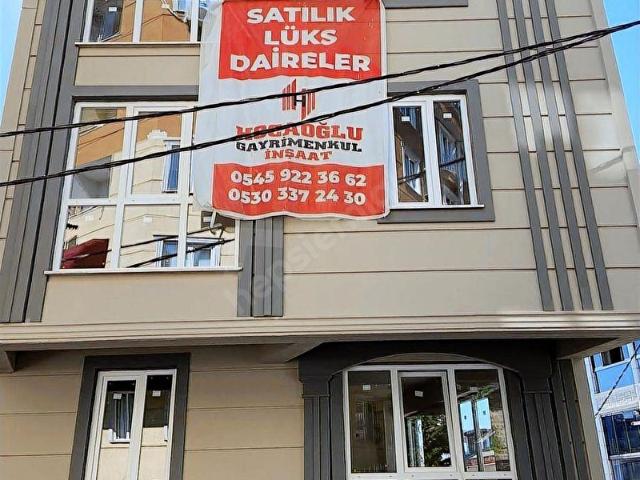 SATILIK
LÜKS
DAİRELER
H
HOCAOĞLU
GAYRİMENKUL
İNŞAAT
0545 922 36 62
0530 337 24 30